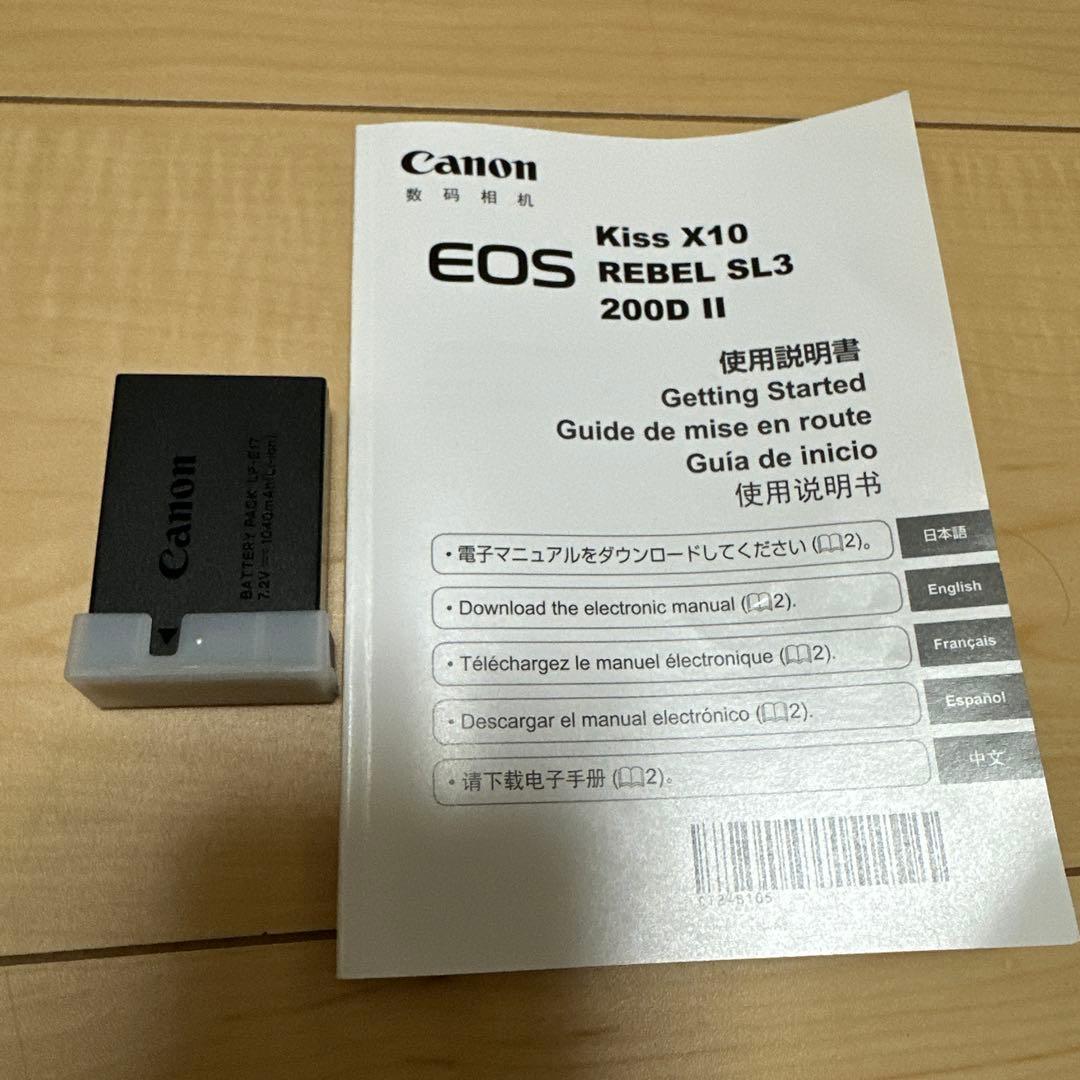 Canon
数码相机
EOS
Kiss X10
REBEL SL3
200D II
使用説明書
Getting Started
Guide de mise en route
Guía de inicio
使用说明书
・電子マニュアルをダウンロードしてください (2)。
日本語
• Download the electronic manual (2).
English
• Téléchargez le manuel électronique (2).
Français
• Descargar el manual electrónico (2).
Español
• 请下载电子手册 (2)。
中文
CT2-B105
Canon
BATTERY PACK LP-E17
7.2V 1040mAh(Li-ion)